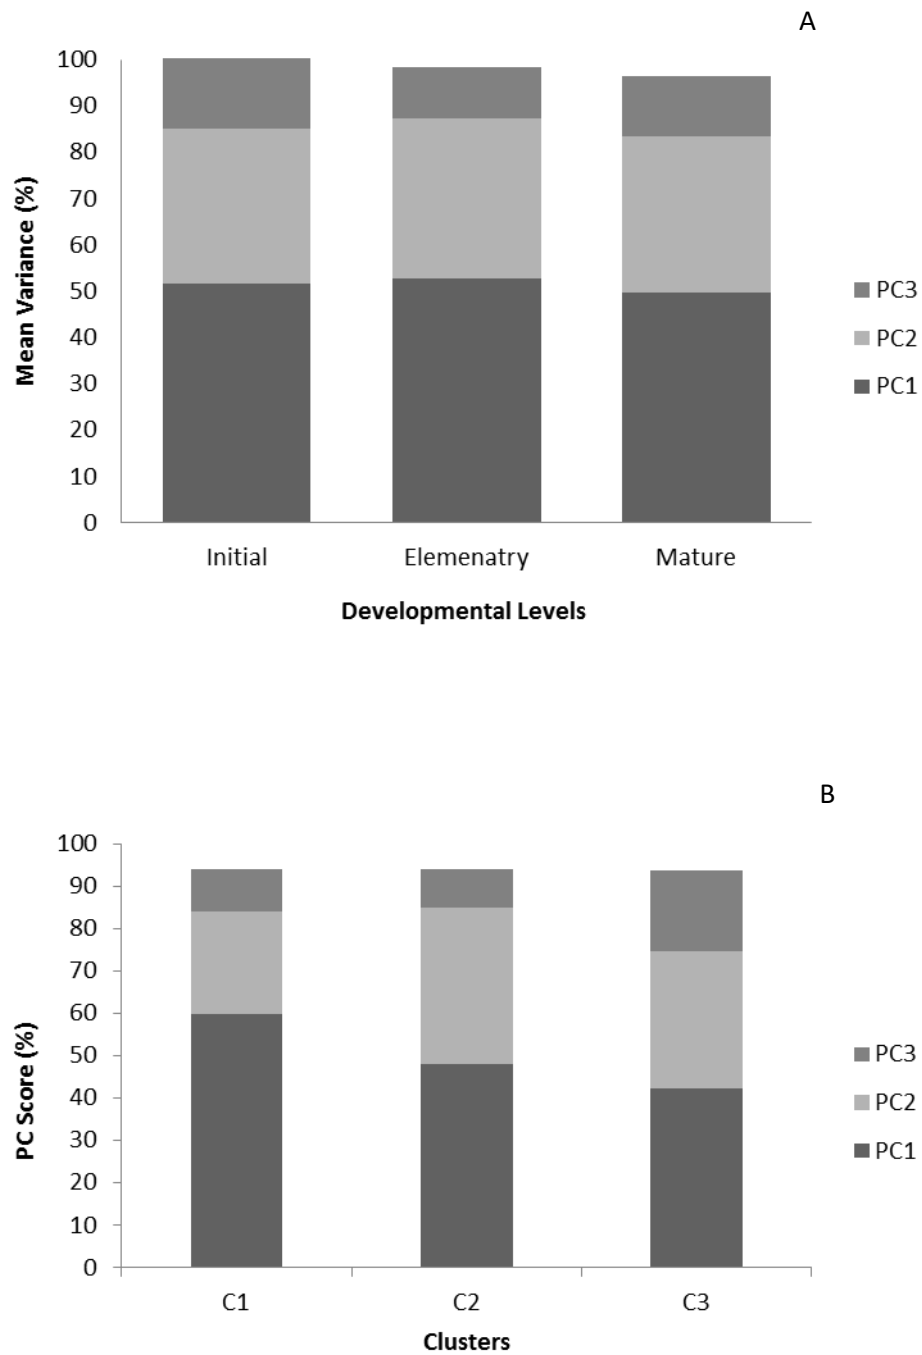 A
100
90
80
70
60
50
40
30
20
10
0
Mean Variance (%)
Initial Elemenatry Mature
Developmental Levels
PC3
PC2
PC1
B
100
90
80
70
60
50
40
30
20
10
0
PC Score (%)
C1 C2 C3
Clusters
PC3
PC2
PC1